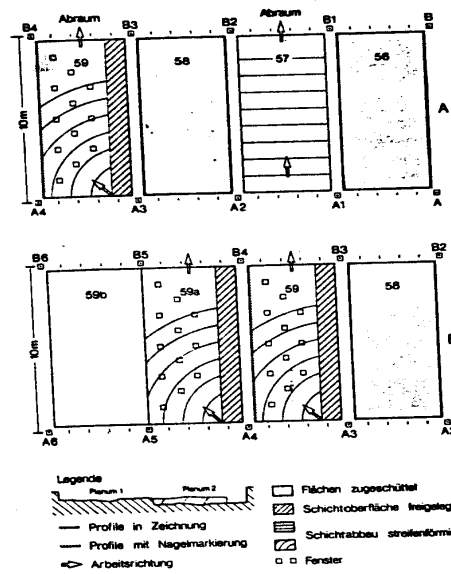 Abraum Abraum
B4 B3 B2 B1 B
59 58 57 56
10m
A
A4 A3 A2 A1 A
B6 B5 B4 B3 B2
59b 59a 59 58
10m
A6 A5 A4 A3 A2
Legende
Planum 1 Planum 2
Profile in Zeichnung
Profile mit Nagelmarkierung
Arbeitsrichtung
Flächen zugeschüttet
Schichtoberfläche freigeleg
Schichtabbau streifenförmi
Fenster